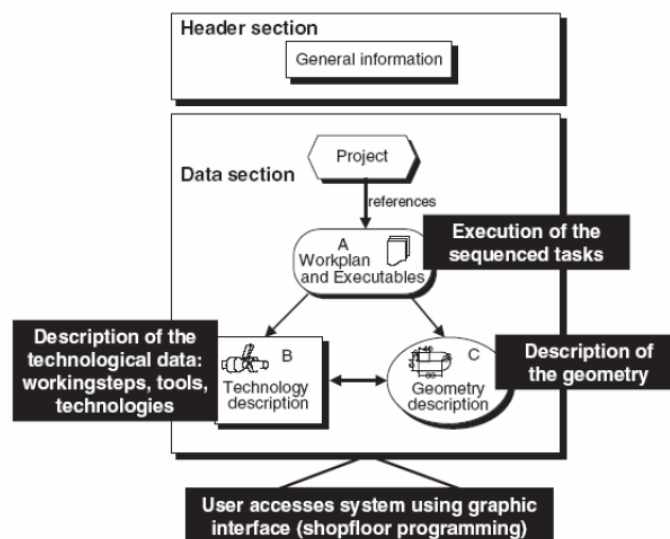 Header section
General information
Project
Data section
references
A
Workplan
and Executables
Execution of the
sequenced tasks
Description of the
technological data:
workingsteps, tools,
technologies
B
Technology
description
C
Geometry
description
Description of
the geometry
User accesses system using graphic
interface (shopfloor programming)